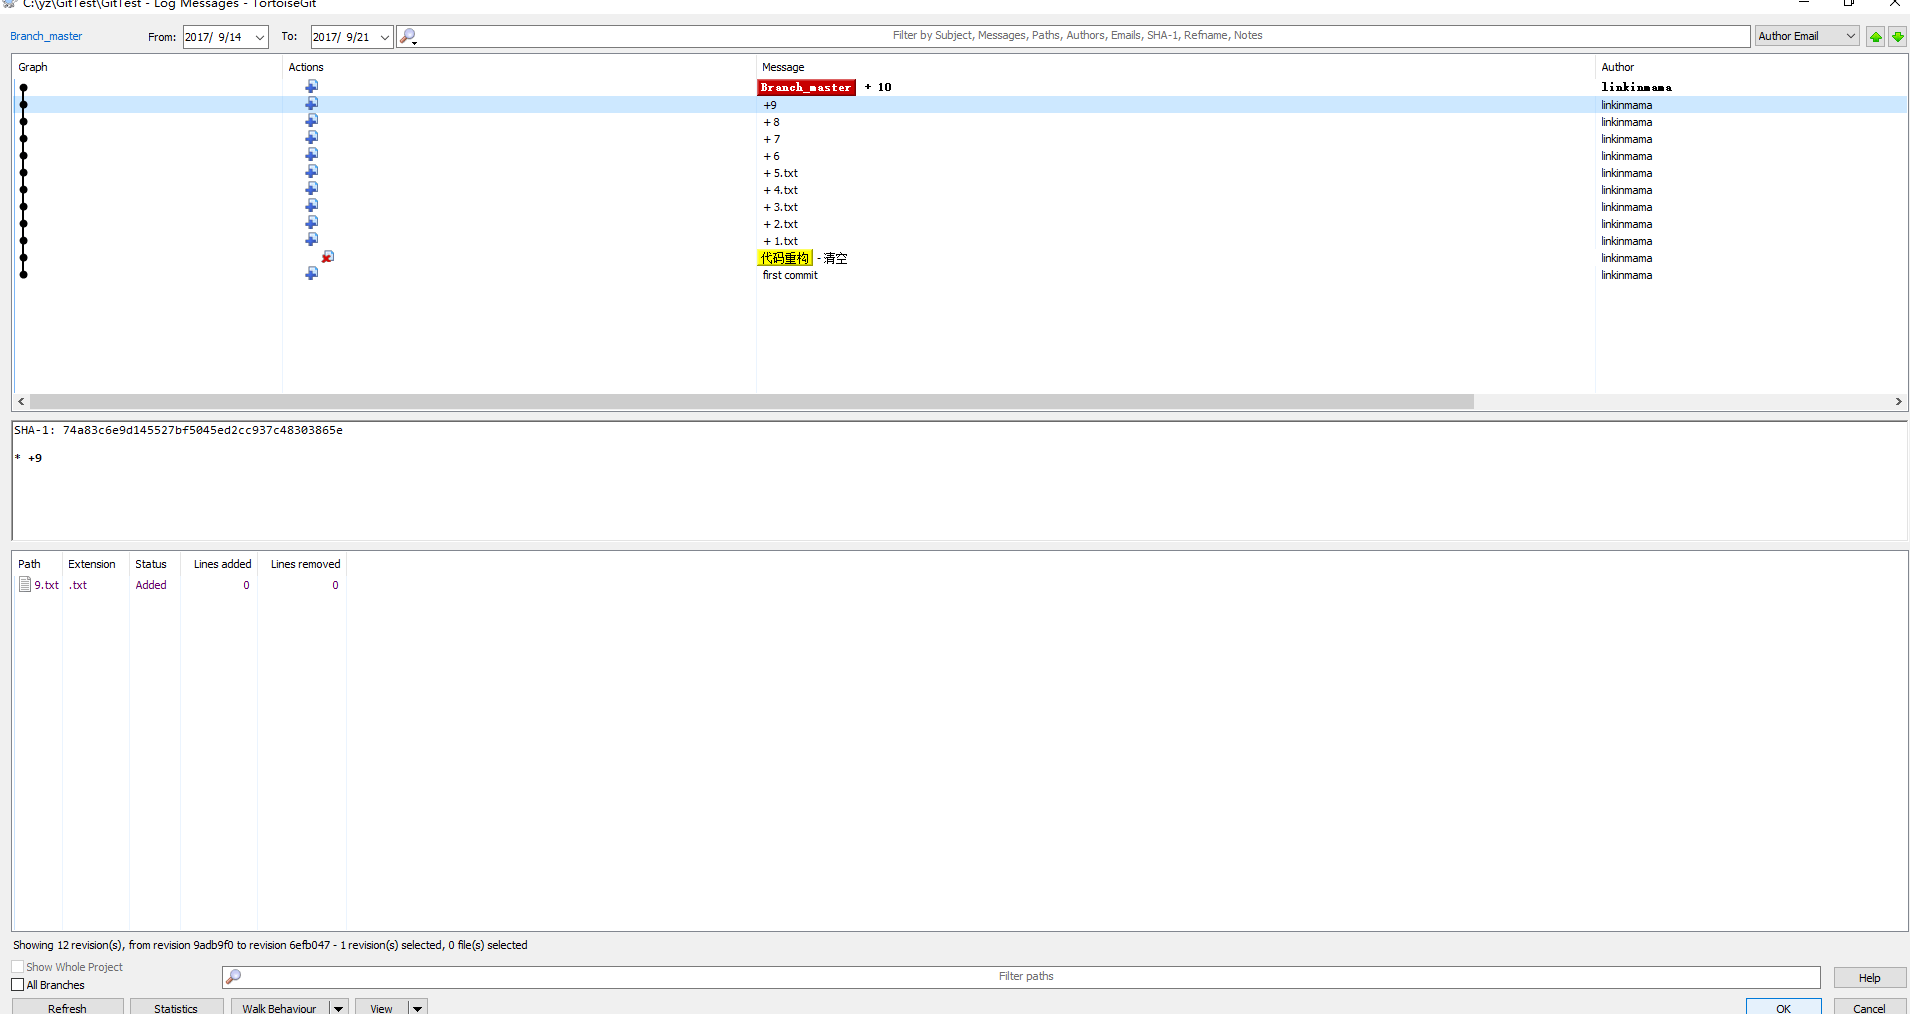 C:\yz\GitTest\GitTest - Log Messages - TortoiseGit
Branch_master From: 2017/ 9/14 To: 2017/ 9/21 Filter by Subject, Messages, Paths, Authors, Emails, SHA-1, Refname, Notes Author Email
Graph Actions Message Author
Branch_master + 10 linkinmama
+9 linkinmama
+ 8 linkinmama
+ 7 linkinmama
+ 6 linkinmama
+ 5.txt linkinmama
+ 4.txt linkinmama
+ 3.txt linkinmama
+ 2.txt linkinmama
+ 1.txt linkinmama
代码重构 - 清空 linkinmama
first commit linkinmama
SHA-1: 74a83c6e9d145527bf5045ed2cc937c48303865e
* +9
Path Extension Status Lines added Lines removed
9.txt .txt Added 0 0
Showing 12 revision(s), from revision 9adb9f0 to revision 6efb047 - 1 revision(s) selected, 0 file(s) selected
Show Whole Project
All Branches Filter paths Help
Refresh Statistics Walk Behaviour View OK Cancel